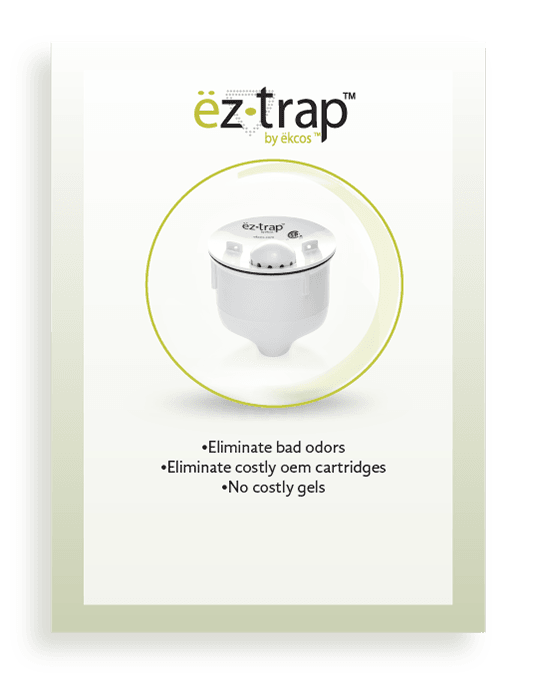 ëz•trap™
by ëkcos™
ëz•trap
•Eliminate bad odors
•Eliminate costly oem cartridges
•No costly gels